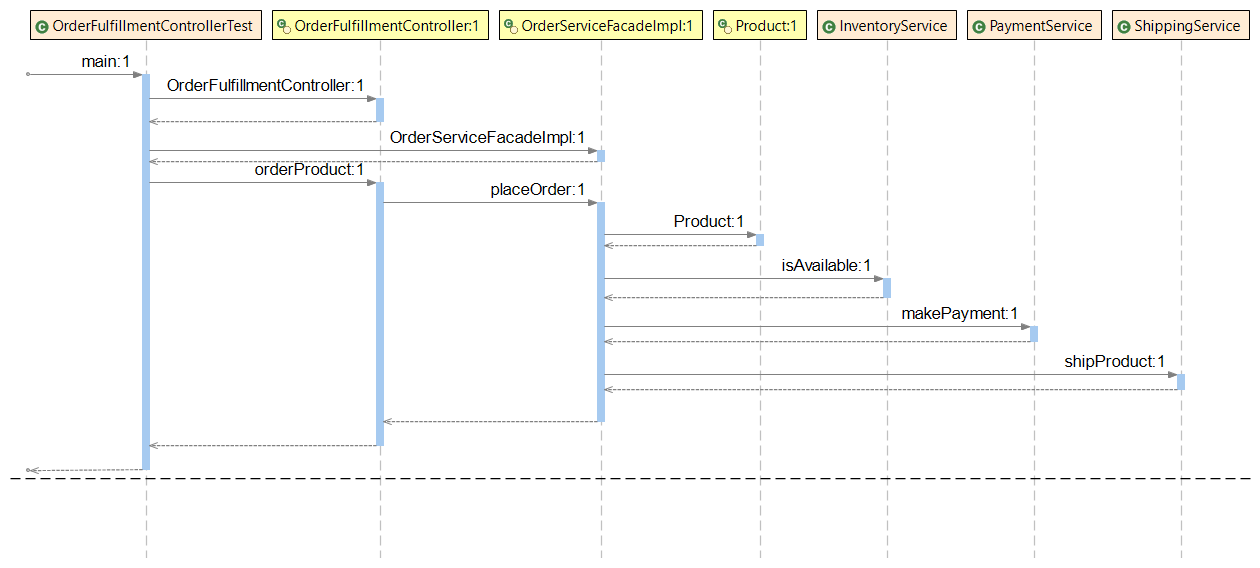 OrderFulfillmentControllerTest
OrderFulfillmentController:1
OrderServiceFacadeImpl:1
Product:1
InventoryService
PaymentService
ShippingService
main:1
OrderFulfillmentController:1
OrderServiceFacadeImpl:1
orderProduct:1
placeOrder:1
Product:1
isAvailable:1
makePayment:1
shipProduct:1